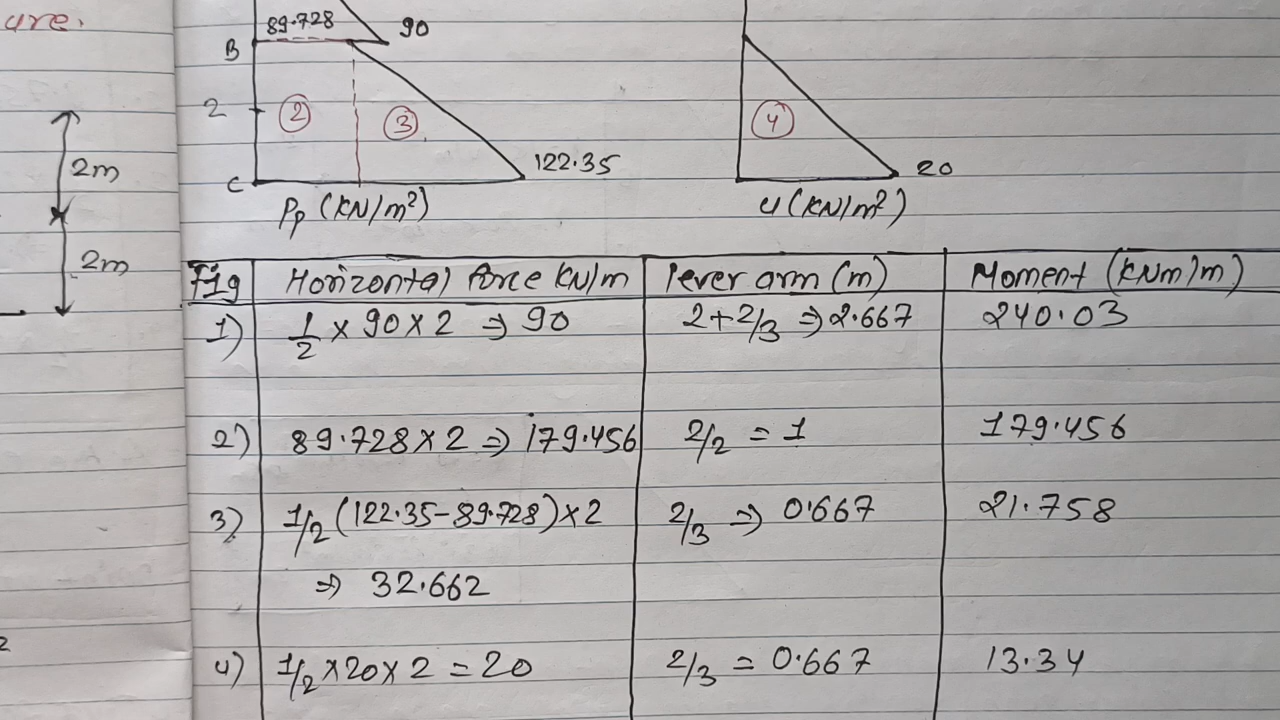 ure.
89.728 90
B
2 ② ③ ④
2m
122.35
C 20
Pp (KN/m²) u (KN/m²)
2m
Fig Horizontal force KN/m lever arm (m) Moment (kNm/m)
1) 1/2 × 90 × 2 ⇒ 90 2+2/3 ⇒ 2.667 240.03
2) 89.728 × 2 ⇒ 179.456 2/2 = 1 179.456
3) 1/2 (122.35-89.728) × 2 2/3 ⇒ 0.667 21.758
⇒ 32.662
2
4) 1/2 × 20 × 2 = 20 2/3 = 0.667 13.34